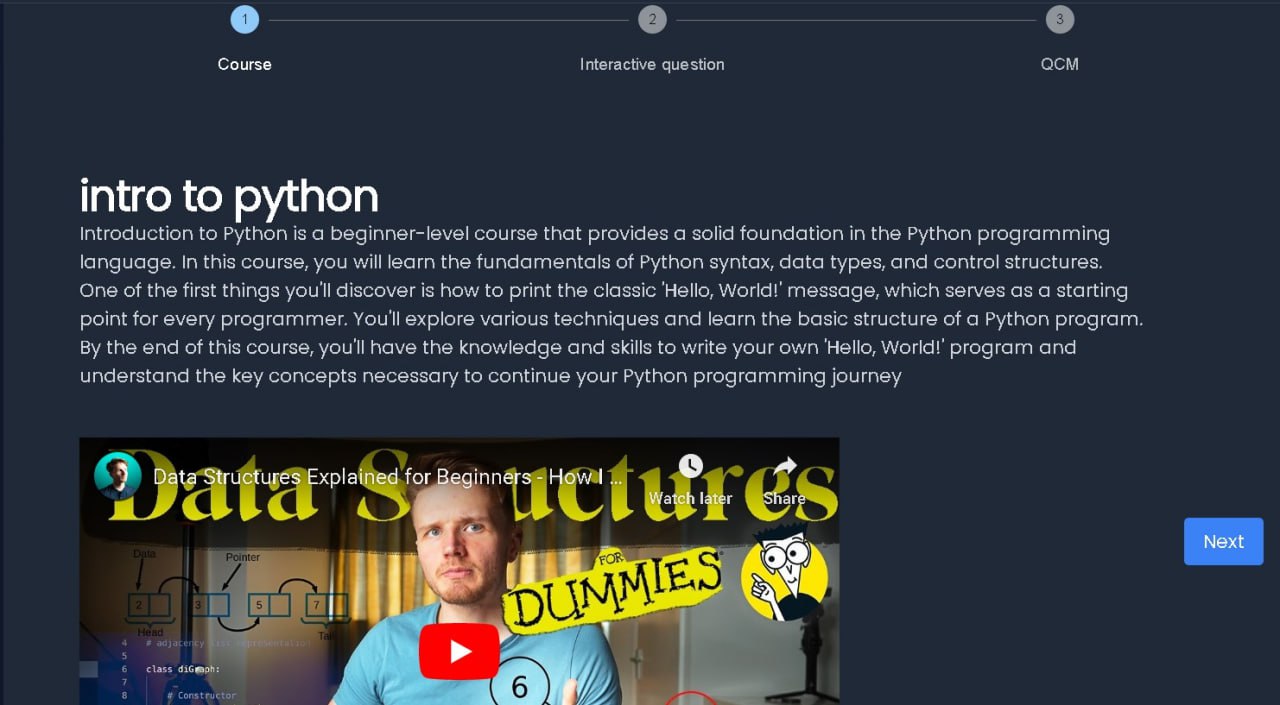 1
2
3
Course
Interactive question
QCM
intro to python
Introduction to Python is a beginner-level course that provides a solid foundation in the Python programming
language. In this course, you will learn the fundamentals of Python syntax, data types, and control structures.
One of the first things you'll discover is how to print the classic 'Hello, World!' message, which serves as a starting
point for every programmer. You'll explore various techniques and learn the basic structure of a Python program.
By the end of this course, you'll have the knowledge and skills to write your own 'Hello, World!' program and
understand the key concepts necessary to continue your Python programming journey
Data Structures
Data Structures Explained for Beginners - How I ...
Watch later
Share
Next
FOR
DUMMIES
Data
Pointer
2
3
5
7
Head
4 # adjacency list representation
5
6 class diGraph:
7
8 # Constructor
6